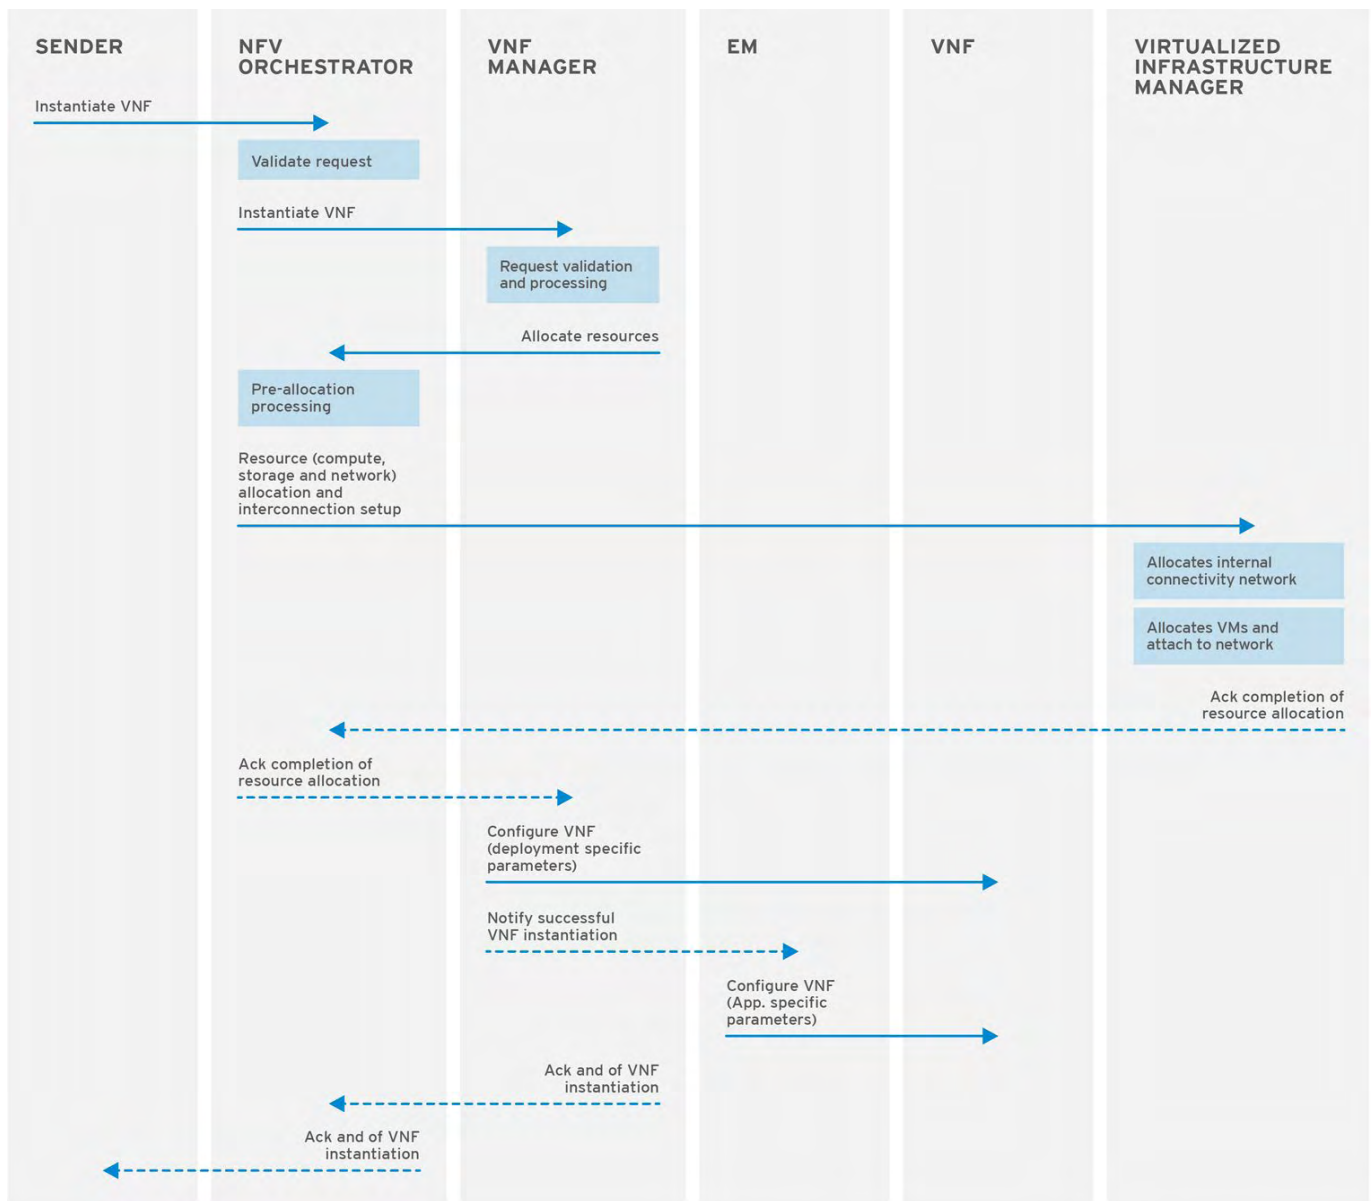 SENDER
NFV
ORCHESTRATOR
VNF
MANAGER
EM
VNF
VIRTUALIZED
INFRASTRUCTURE
MANAGER
Instantiate VNF
Validate request
Instantiate VNF
Request validation
and processing
Allocate resources
Pre-allocation
processing
Resource (compute,
storage and network)
allocation and
interconnection setup
Allocates internal
connectivity network
Allocates VMs and
attach to network
Ack completion of
resource allocation
Ack completion of
resource allocation
Configure VNF
(deployment specific
parameters)
Notify successful
VNF instantiation
Configure VNF
(App. specific
parameters)
Ack and of VNF
instantiation
Ack and of VNF
instantiation